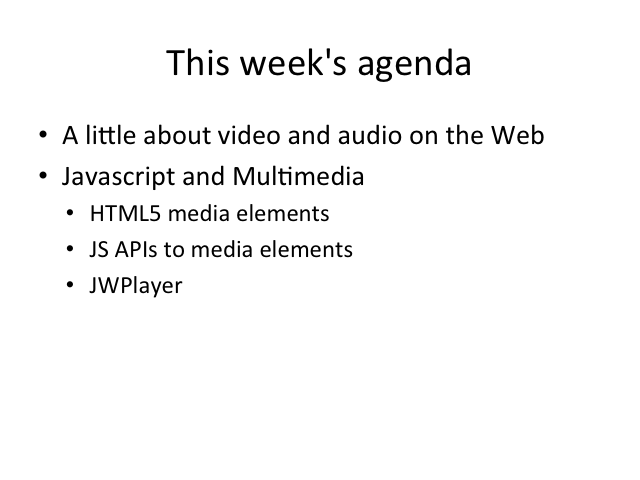 This week's agenda
• A little about video and audio on the Web
• Javascript and Multimedia
• HTML5 media elements
• JS APIs to media elements
• JWPlayer